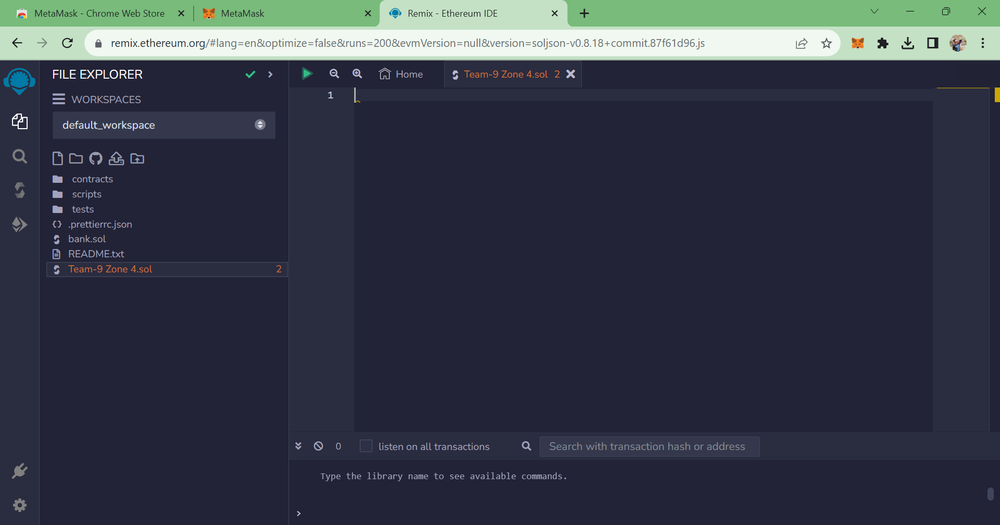 MetaMask - Chrome Web Store
MetaMask
Remix - Ethereum IDE
remix.ethereum.org/#lang=en&optimize=false&runs=200&evmVersion=null&version=soljson-v0.8.18+commit.87f61d96.js
FILE EXPLORER
WORKSPACES
default_workspace
contracts
scripts
tests
.prettierrc.json
bank.sol
README.txt
Team-9 Zone 4.sol 2
Home
Team-9 Zone 4.sol 2
1
0
listen on all transactions
Search with transaction hash or address
Type the library name to see available commands.
>